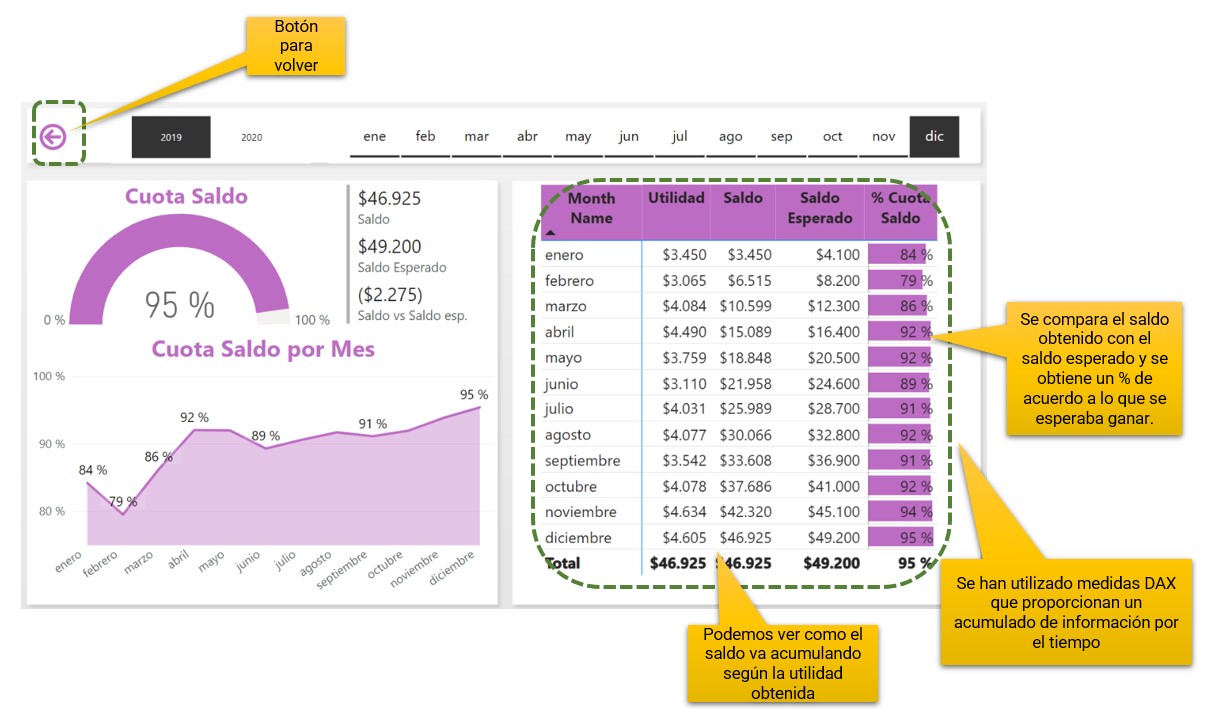 Botón
para
volver
2019
2020
ene
feb
mar
abr
may
jun
jul
ago
sep
oct
nov
dic
Cuota Saldo
95 %
0 %
100 %
$46.925
Saldo
$49.200
Saldo Esperado
($2.275)
Saldo vs Saldo esp.
Cuota Saldo por Mes
100 %
90 %
80 %
84 %
79 %
86 %
92 %
89 %
91 %
95 %
enero
febrero
marzo
abril
mayo
junio
julio
agosto
septiembre
octubre
noviembre
diciembre
Month Name Utilidad Saldo Saldo Esperado % Cuota Saldo
enero $3.450 $3.450 $4.100 84 %
febrero $3.065 $6.515 $8.200 79 %
marzo $4.084 $10.599 $12.300 86 %
abril $4.490 $15.089 $16.400 92 %
mayo $3.759 $18.848 $20.500 92 %
junio $3.110 $21.958 $24.600 89 %
julio $4.031 $25.989 $28.700 91 %
agosto $4.077 $30.066 $32.800 92 %
septiembre $3.542 $33.608 $36.900 91 %
octubre $4.078 $37.686 $41.000 92 %
noviembre $4.634 $42.320 $45.100 94 %
diciembre $4.605 $46.925 $49.200 95 %
Total $46.925 $46.925 $49.200 95 %
Se compara el saldo
obtenido con el
saldo esperado y se
obtiene un % de
acuerdo a lo que se
esperaba ganar.
Se han utilizado medidas DAX
que proporcionan un
acumulado de información por
el tiempo
Podemos ver como el
saldo va acumulando
según la utilidad
obtenida